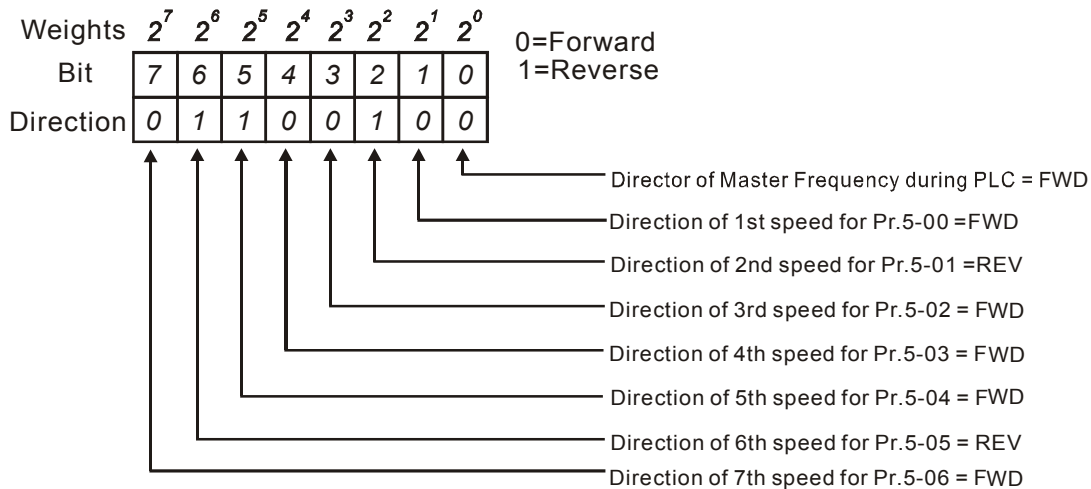 Weights 2^7 2^6 2^5 2^4 2^3 2^2 2^1 2^0
0=Forward
Bit 7 6 5 4 3 2 1 0
1=Reverse
Direction 0 1 1 0 0 1 0 0
Director of Master Frequency during PLC = FWD
Direction of 1st speed for Pr.5-00 =FWD
Direction of 2nd speed for Pr.5-01 =REV
Direction of 3rd speed for Pr.5-02 = FWD
Direction of 4th speed for Pr.5-03 = FWD
Direction of 5th speed for Pr.5-04 = FWD
Direction of 6th speed for Pr.5-05 = REV
Direction of 7th speed for Pr.5-06 = FWD